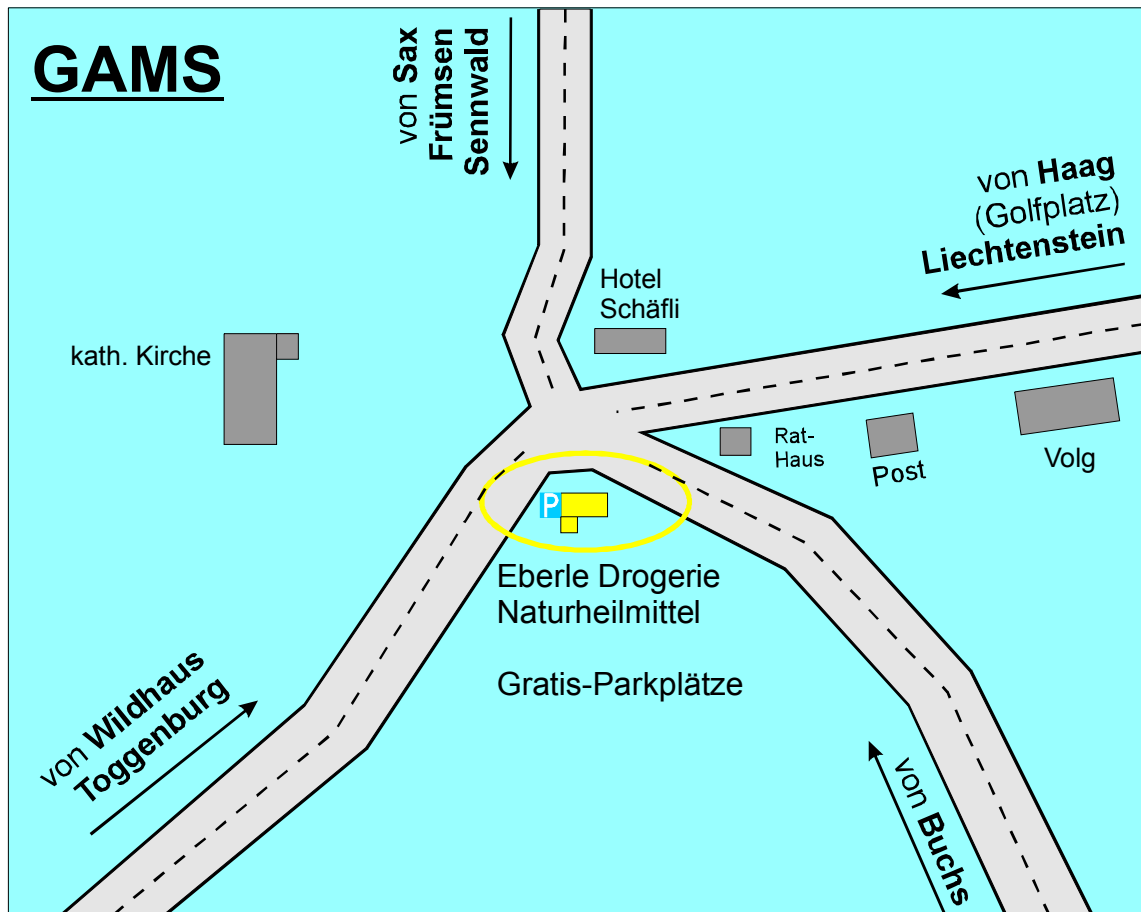 GAMS
von Sax
Frümsen
Sennwald
von Haag
(Golfplatz)
Liechtenstein
Hotel
Schäfli
kath. Kirche
Rat-
Haus
Post
Volg
P
Eberle Drogerie
Naturheilmittel
Gratis-Parkplätze
von Wildhaus
Toggenburg
von Buchs